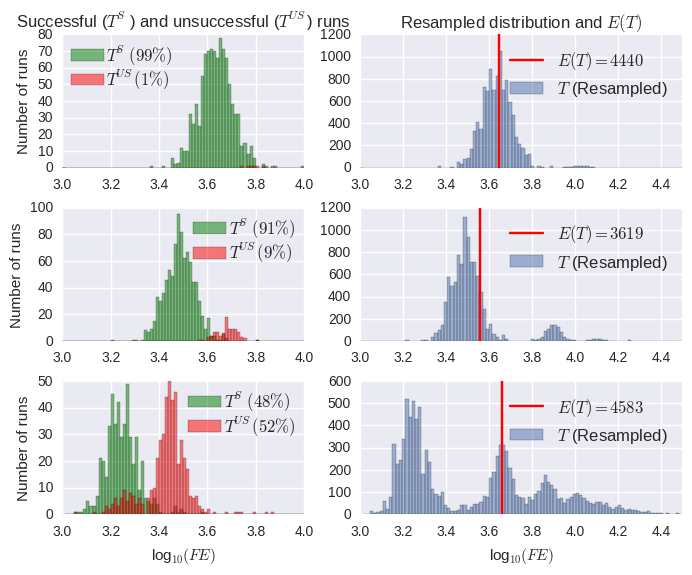 Successful (T^S ) and unsuccessful (T^US) runs
Resampled distribution and E(T)
80
70
60
50
40
30
20
10
0
Number of runs
T^S (99%)
T^US (1%)
3.0 3.2 3.4 3.6 3.8 4.0
1200
1000
800
600
400
200
0
E(T) = 4440
T (Resampled)
3.0 3.2 3.4 3.6 3.8 4.0 4.2 4.4
100
80
60
40
20
0
Number of runs
T^S (91%)
T^US (9%)
3.0 3.2 3.4 3.6 3.8 4.0
1200
1000
800
600
400
200
0
E(T) = 3619
T (Resampled)
3.0 3.2 3.4 3.6 3.8 4.0 4.2 4.4
50
40
30
20
10
0
Number of runs
T^S (48%)
T^US (52%)
3.0 3.2 3.4 3.6 3.8 4.0
log₁₀(FE)
600
500
400
300
200
100
0
E(T) = 4583
T (Resampled)
3.0 3.2 3.4 3.6 3.8 4.0 4.2 4.4
log₁₀(FE)